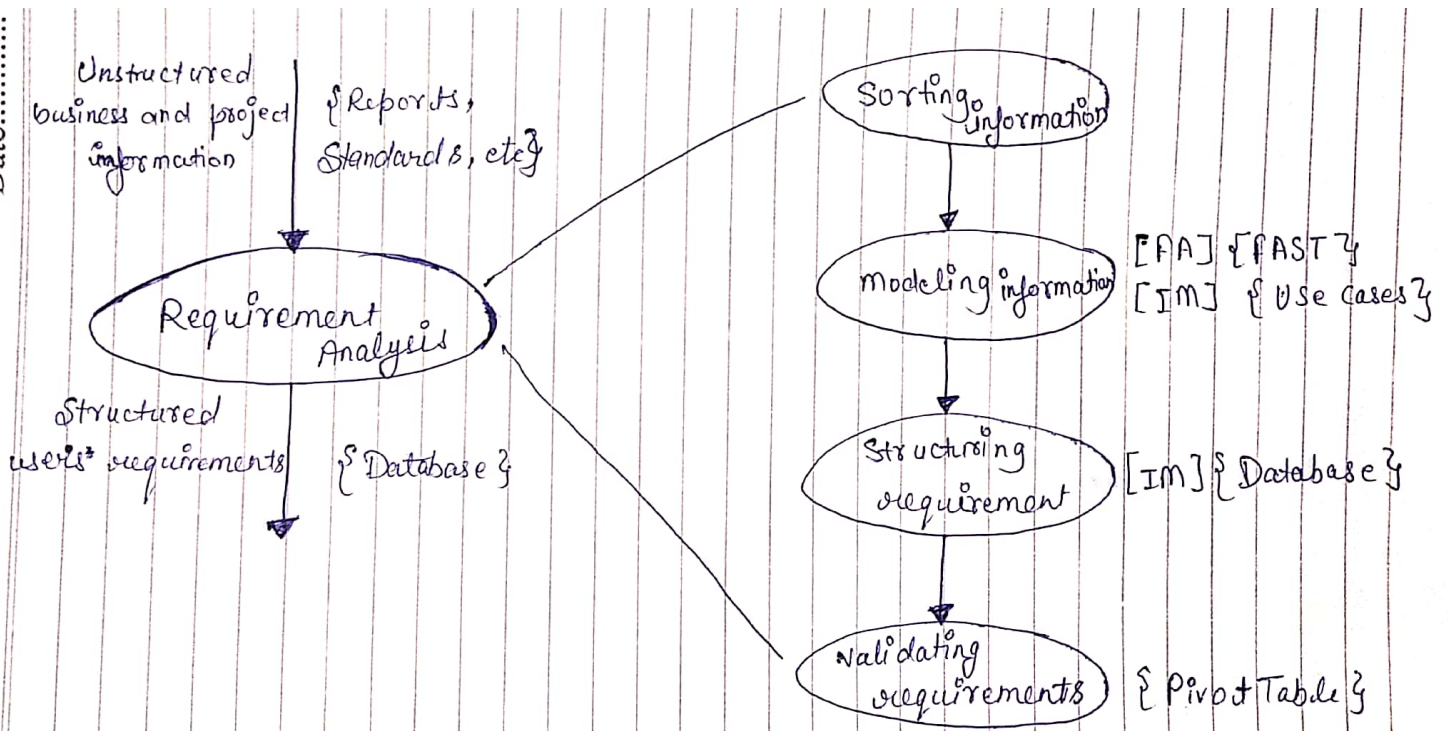 Date...........
Unstructured
business and project
information
{Reports,
Standards, etc}
Requirement
Analysis
Structured
users' requirements
{Database}
Sorting
information
Modeling information
[FA] {FAST}
[IM] {Use Cases}
Structuring
requirement
[IM] {Database}
Validating
requirements
{Pivot Table}